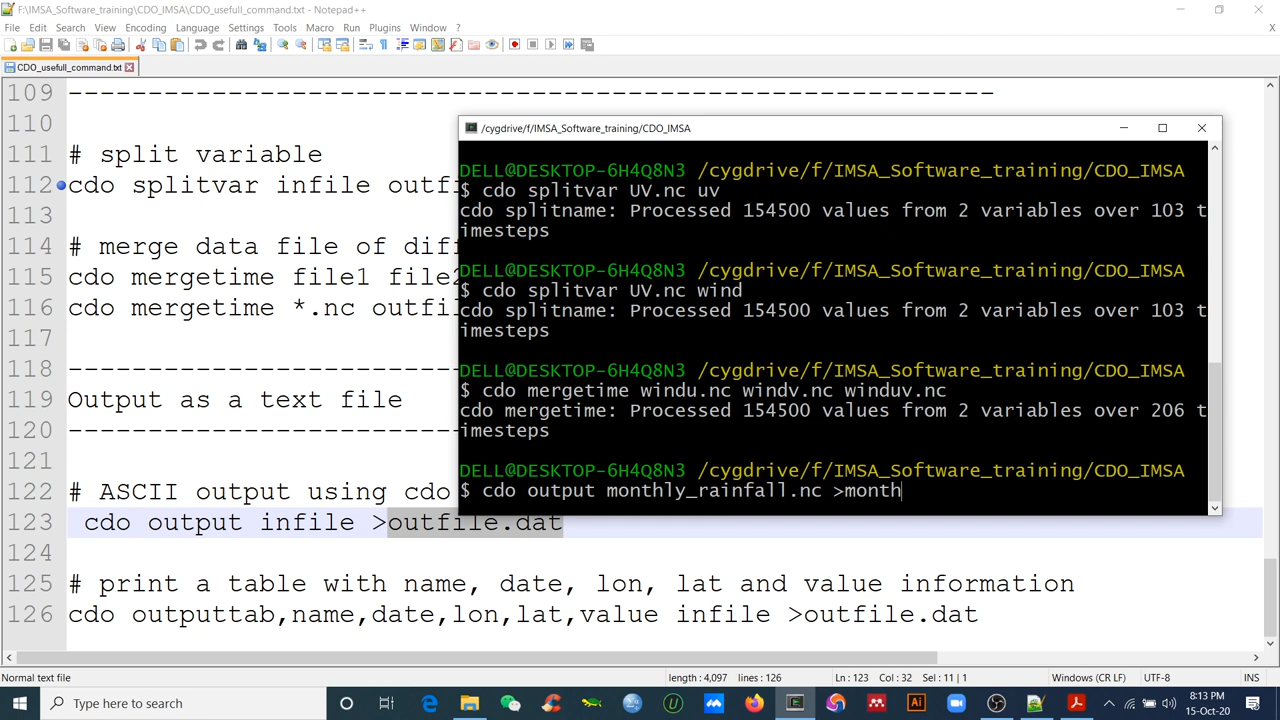 F:\IMSA_Software_training\CDO_IMSA\CDO_usefull_command.txt - Notepad++
File Edit Search View Encoding Language Settings Tools Macro Run Plugins Window ? X
CDO_usefull_command.txt
109 ----------------------------------------------------------
110
111 # split variable
112 cdo splitvar infile outf
113
114 # merge data file of diff
115 cdo mergetime file1 file2
116 cdo mergetime *.nc outfil
117
118 ------------------------
119 Output as a text file
120 ------------------------
121
122 # ASCII output using cdo
123 cdo output infile >outfile.dat
124
125 # print a table with name, date, lon, lat and value information
126 cdo outputtab,name,date,lon,lat,value infile >outfile.dat
/cygdrive/f/IMSA_Software_training/CDO_IMSA
DELL@DESKTOP-6H4Q8N3 /cygdrive/f/IMSA_Software_training/CDO_IMSA
$ cdo splitvar UV.nc uv
cdo splitname: Processed 154500 values from 2 variables over 103 t
imesteps
DELL@DESKTOP-6H4Q8N3 /cygdrive/f/IMSA_Software_training/CDO_IMSA
$ cdo splitvar UV.nc wind
cdo splitname: Processed 154500 values from 2 variables over 103 t
imesteps
DELL@DESKTOP-6H4Q8N3 /cygdrive/f/IMSA_Software_training/CDO_IMSA
$ cdo mergetime windu.nc windv.nc winduv.nc
cdo mergetime: Processed 154500 values from 2 variables over 206 t
imesteps
DELL@DESKTOP-6H4Q8N3 /cygdrive/f/IMSA_Software_training/CDO_IMSA
$ cdo output monthly_rainfall.nc >month
Normal text file length : 4,097 lines : 126 Ln : 123 Col : 32 Sel : 11 | 1 Windows (CR LF) UTF-8 INS
Type here to search
8:13 PM
15-Oct-20